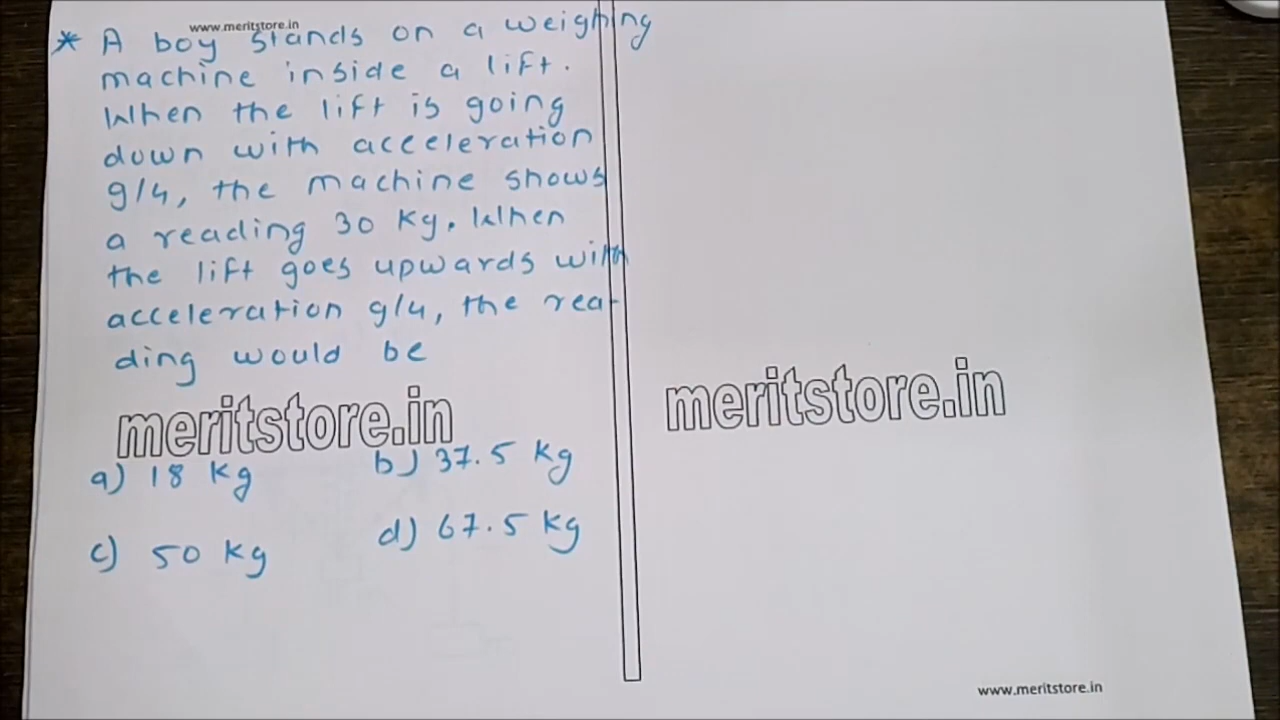 www.meritstore.in
* A boy stands on a weighing
machine inside a lift.
When the lift is going
down with acceleration
g/4, the machine shows
a reading 30 Kg. When
the lift goes upwards with
acceleration g/4, the rea-
ding would be
meritstore.in
meritstore.in
a) 18 Kg b) 37.5 Kg
c) 50 Kg d) 67.5 Kg
www.meritstore.in